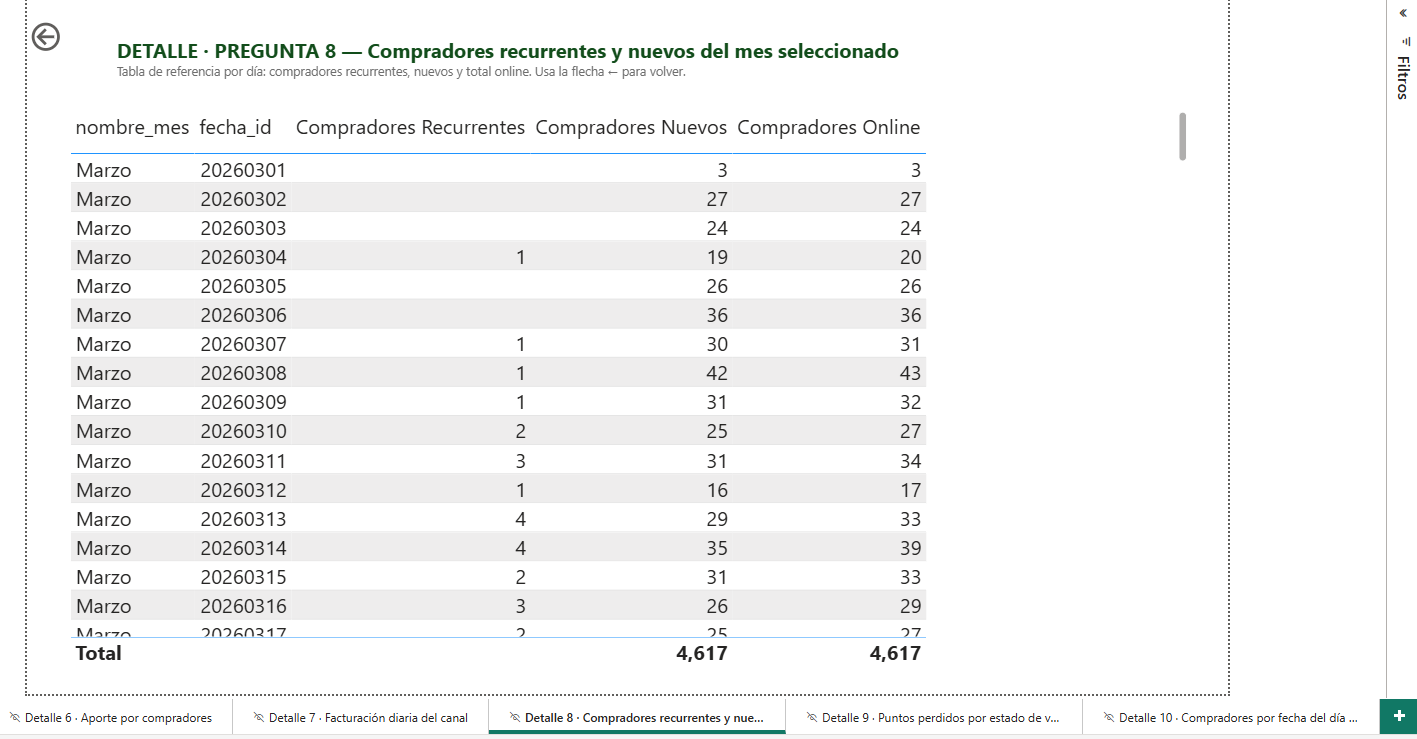 DETALLE · PREGUNTA 8 — Compradores recurrentes y nuevos del mes seleccionado
Tabla de referencia por día: compradores recurrentes, nuevos y total online. Usa la flecha ← para volver.
Filtros
nombre_mes fecha_id Compradores Recurrentes Compradores Nuevos Compradores Online
Marzo 20260301 3 3
Marzo 20260302 27 27
Marzo 20260303 24 24
Marzo 20260304 1 19 20
Marzo 20260305 26 26
Marzo 20260306 36 36
Marzo 20260307 1 30 31
Marzo 20260308 1 42 43
Marzo 20260309 1 31 32
Marzo 20260310 2 25 27
Marzo 20260311 3 31 34
Marzo 20260312 1 16 17
Marzo 20260313 4 29 33
Marzo 20260314 4 35 39
Marzo 20260315 2 31 33
Marzo 20260316 3 26 29
Marzo 20260317 2 25 27
Total 4,617 4,617
Detalle 6 · Aporte por compradores
Detalle 7 · Facturación diaria del canal
Detalle 8 · Compradores recurrentes y nue...
Detalle 9 · Puntos perdidos por estado de v...
Detalle 10 · Compradores por fecha del día ...